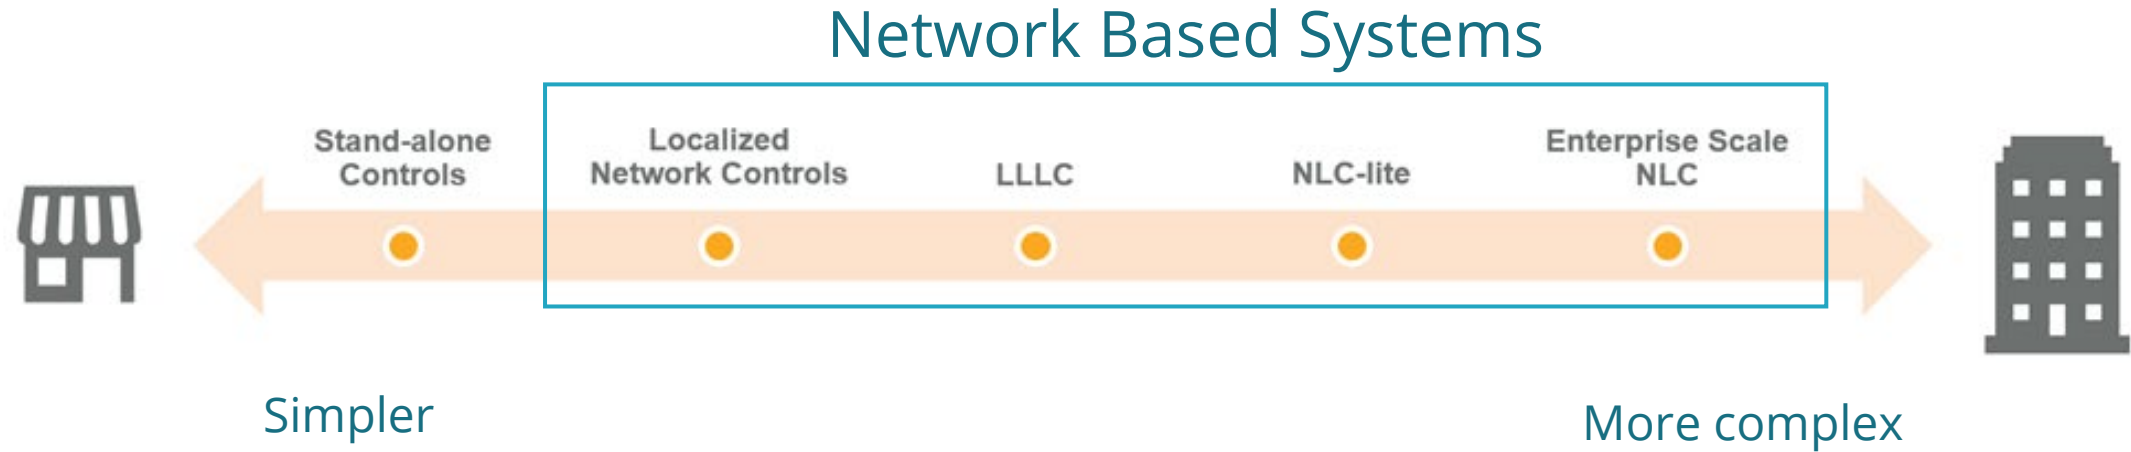 Network Based Systems
Stand-alone
Controls
Localized
Network Controls
LLLC
NLC-lite
Enterprise Scale
NLC
Simpler
More complex